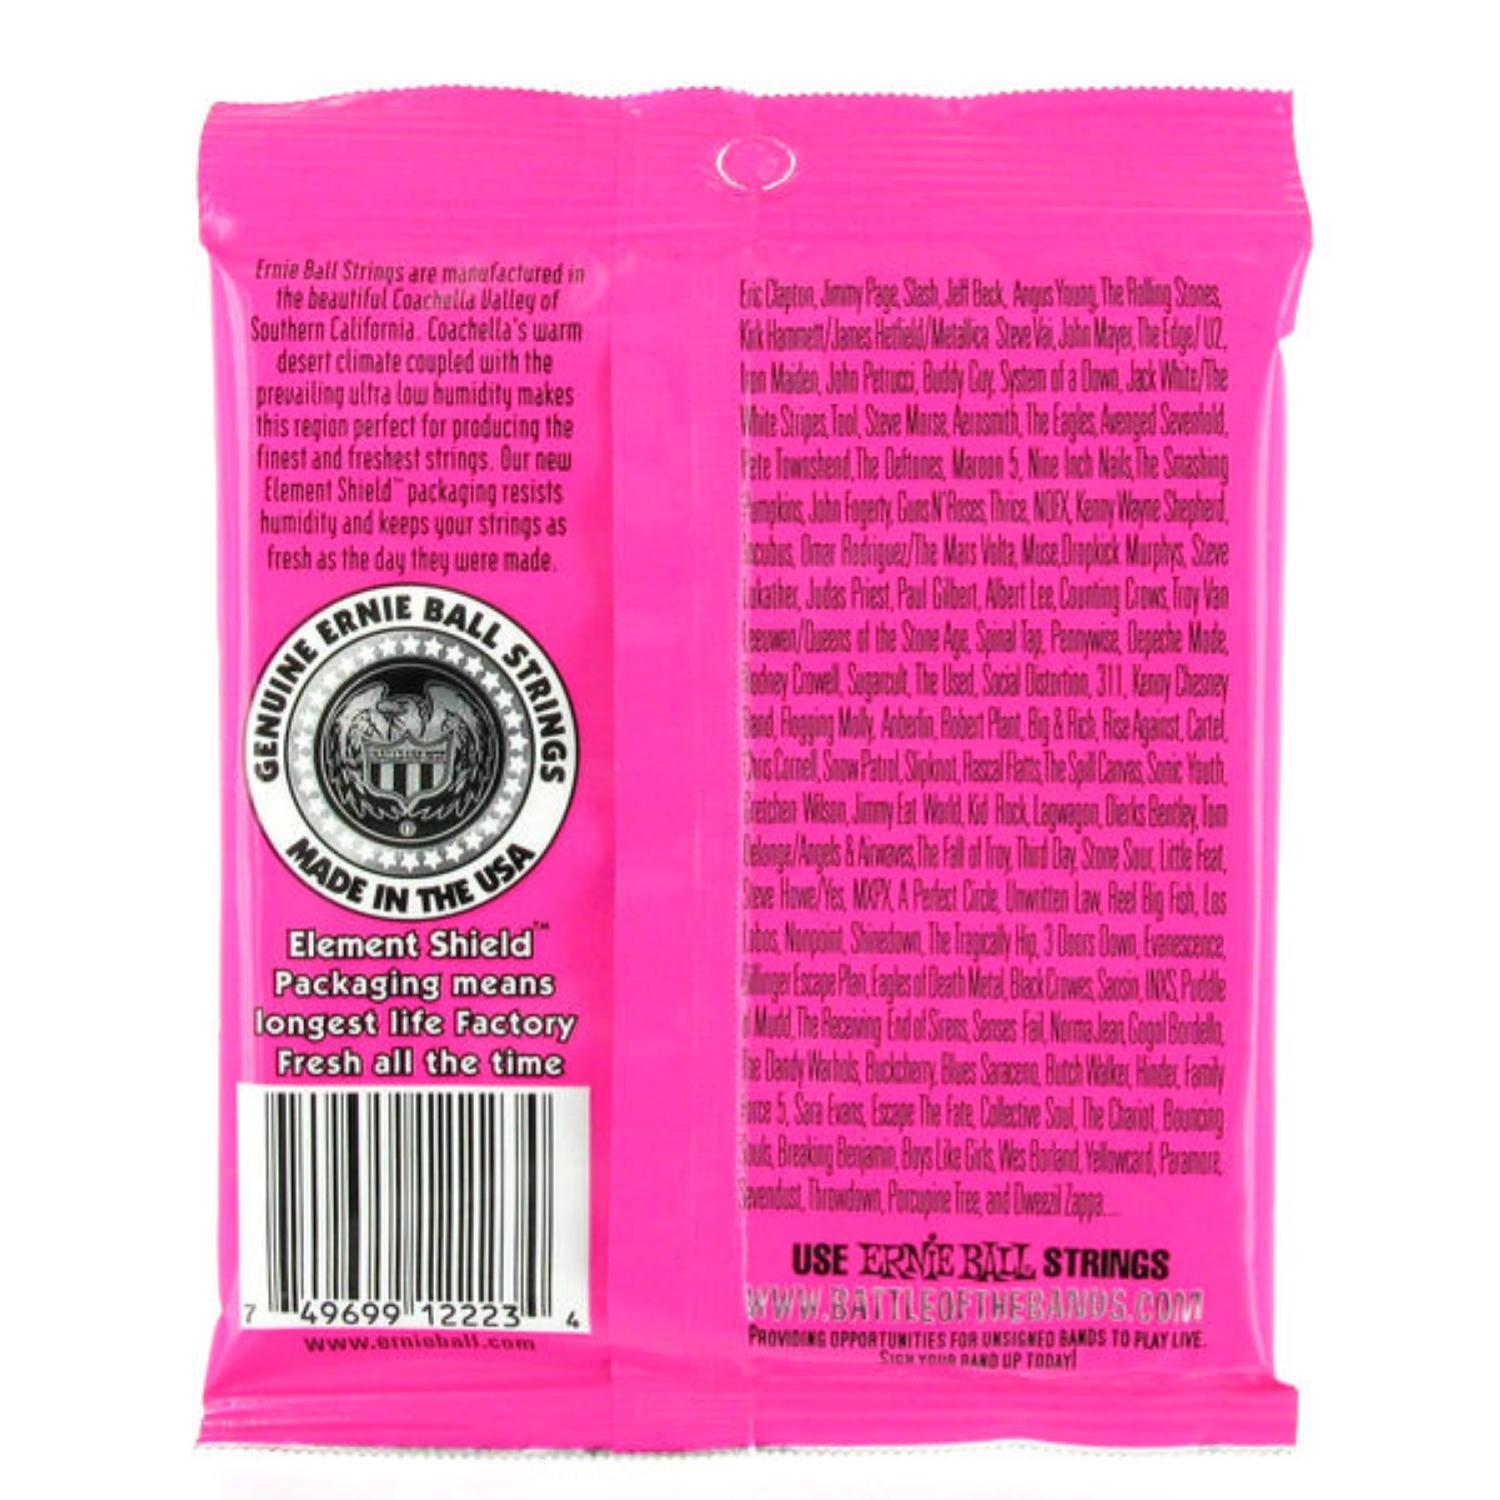 Ernie Ball Strings are manufactured in
the beautiful Coachella Valley of
Southern California. Coachella's warm
desert climate coupled with the
prevailing ultra low humidity makes
this region perfect for producing the
finest and freshest strings. Our new
Element Shield™ packaging resists
humidity and keeps your strings as
fresh as the day they were made.
GENUINE ERNIE BALL STRINGS
MADE IN THE USA
Element Shield™
Packaging means
longest life Factory
Fresh all the time
7 49699 12223 4
www.ernieball.com
Eric Clapton, Jimmy Page, Slash, Jeff Beck, Angus Young, The Rolling Stones,
Kirk Hammett/James Hetfield/Metallica Steve Vai, John Mayer, The Edge/ U2,
Iron Maiden, John Petrucci, Buddy Guy, System of a Down, Jack White/The
White Stripes, Tool, Steve Morse, Aerosmith, The Eagles, Avenged Sevenfold,
Pete Townshend, The Deftones, Maroon 5, Nine Inch Nails, The Smashing
umpkins, John Fogerty, Guns N' Roses, Thrice, NOFX, Kenny Wayne Shepherd,
ncubus, Omar Rodriguez/The Mars Volta, Muse, Dropkick Murphys, Steve
Lukather, Judas Priest, Paul Gilbert, Albert Lee, Counting Crows, Troy Van
Leeuwen/Queens of the Stone Age, Spinal Tap, Pennywise, Depeche Mode,
odney Crowell, Sugarcult, The Used, Social Distortion, 311, Kenny Chesney
Band, Flogging Molly, Anberlin, Robert Plant, Big & Rich, Rise Against, Cartel,
Chris Cornell, Snow Patrol, Slipknot, Rascal Flatts, The Spill Canvas, Sonic Youth,
Gretchen Wilson, Jimmy Eat World, Kid Rock, Lagwagon, Dierks Bentley, Tom
Delonge/Angels & Airwaves, The Fall of Troy, Third Day, Stone Sour, Little Feat,
Steve Howe/Yes, MXPX, A Perfect Circle, Unwritten Law, Reel Big Fish, Los
Lobos, Nonpoint, Shinedown, The Tragically Hip, 3 Doors Down, Evanescence,
Dillinger Escape Plan, Eagles of Death Metal, Black Crowes, Saosin, INXS, Puddle
of Mudd, The Receiving End of Sirens, Senses Fail, Norma Jean, Gogol Bordello,
The Dandy Warhols, Buckcherry, Blues Saraceno, Butch Walker, Hinder, Family
orce 5, Sara Evans, Escape The Fate, Collective Soul, The Chariot, Bouncing
ouls, Breaking Benjamin, Boys Like Girls, Wes Borland, Yellowcard, Paramore,
Sevendust, Throwdown, Porcupine Tree, and Dweezil Zappa....
USE ERNIE BALL STRINGS
WWW.BATTLEOFTHEBANDS.COM
PROVIDING OPPORTUNITIES FOR UNSIGNED BANDS TO PLAY LIVE.
SIGN YOUR BAND UP TODAY!